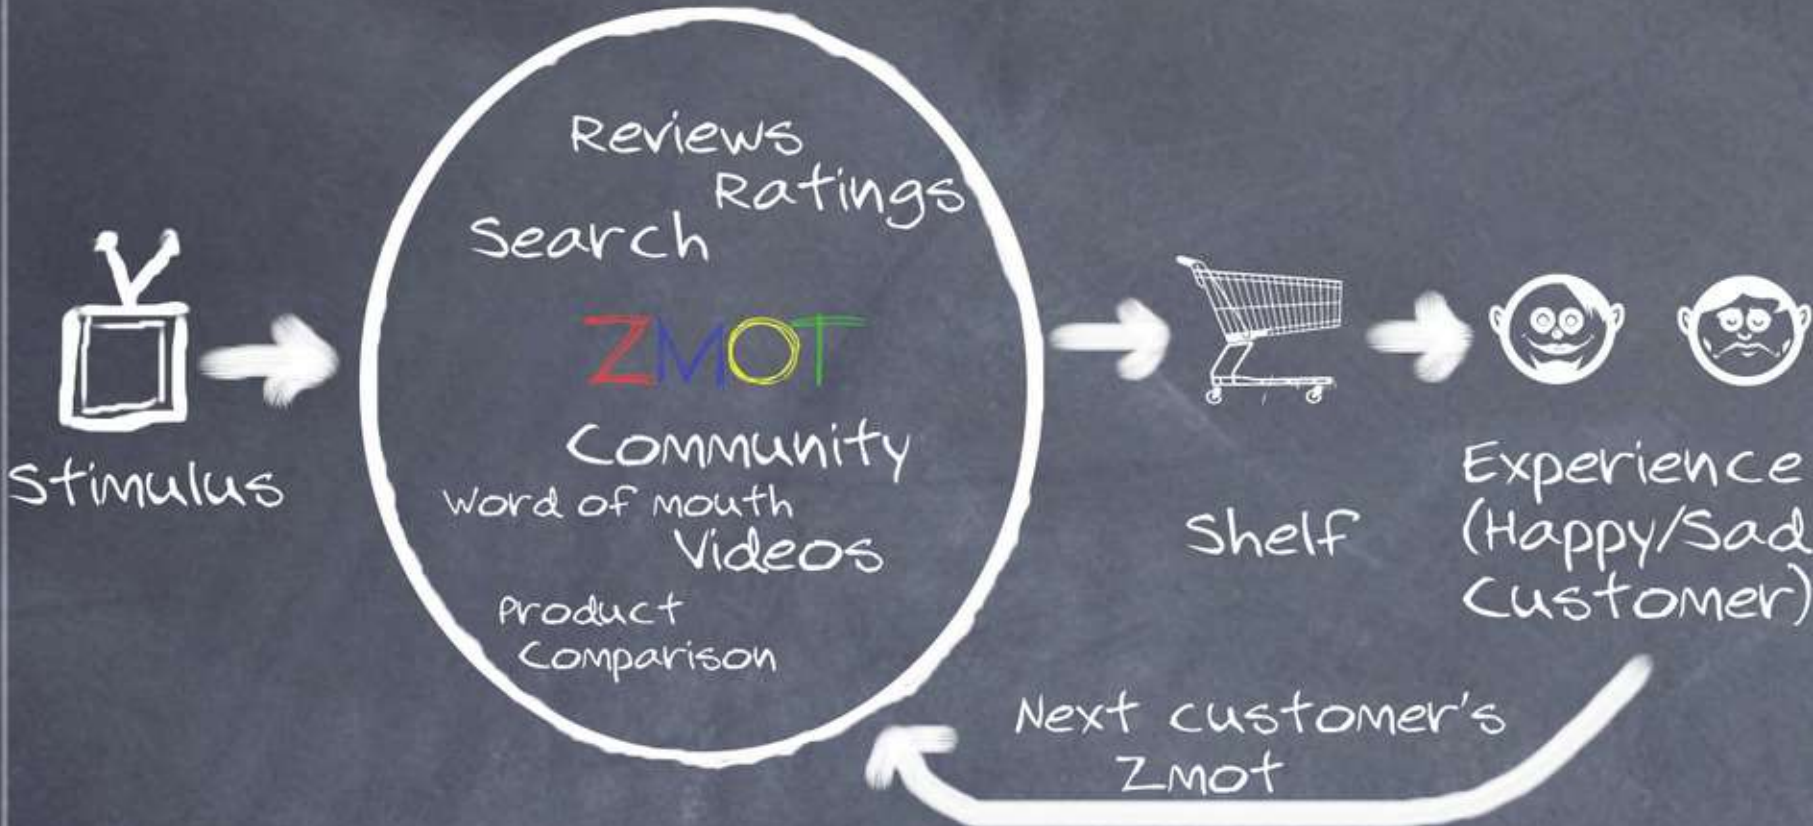 Reviews
Ratings
Search
ZMOT
Community
Word of mouth
Videos
Product
Comparison
Stimulus
Shelf
Experience
(Happy/Sad
Customer)
Next customer's
Zmot